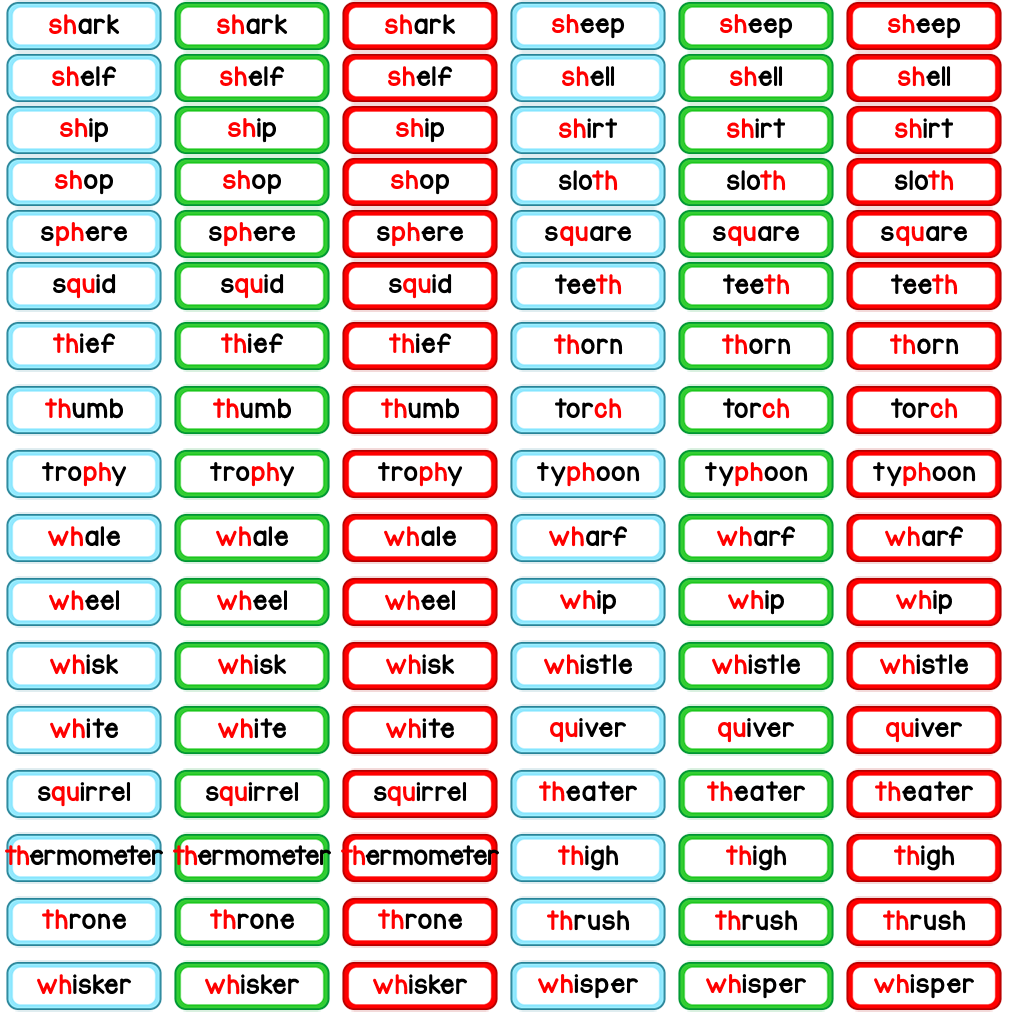 shark shark shark sheep sheep sheep
shelf shelf shelf shell shell shell
ship ship ship shirt shirt shirt
shop shop shop sloth sloth sloth
sphere sphere sphere square square square
squid squid squid teeth teeth teeth
thief thief thief thorn thorn thorn
thumb thumb thumb torch torch torch
trophy trophy trophy typhoon typhoon typhoon
whale whale whale wharf wharf wharf
wheel wheel wheel whip whip whip
whisk whisk whisk whistle whistle whistle
white white white quiver quiver quiver
squirrel squirrel squirrel theater theater theater
thermometer thermometer thermometer thigh thigh thigh
throne throne throne thrush thrush thrush
whisker whisker whisker whisper whisper whisper